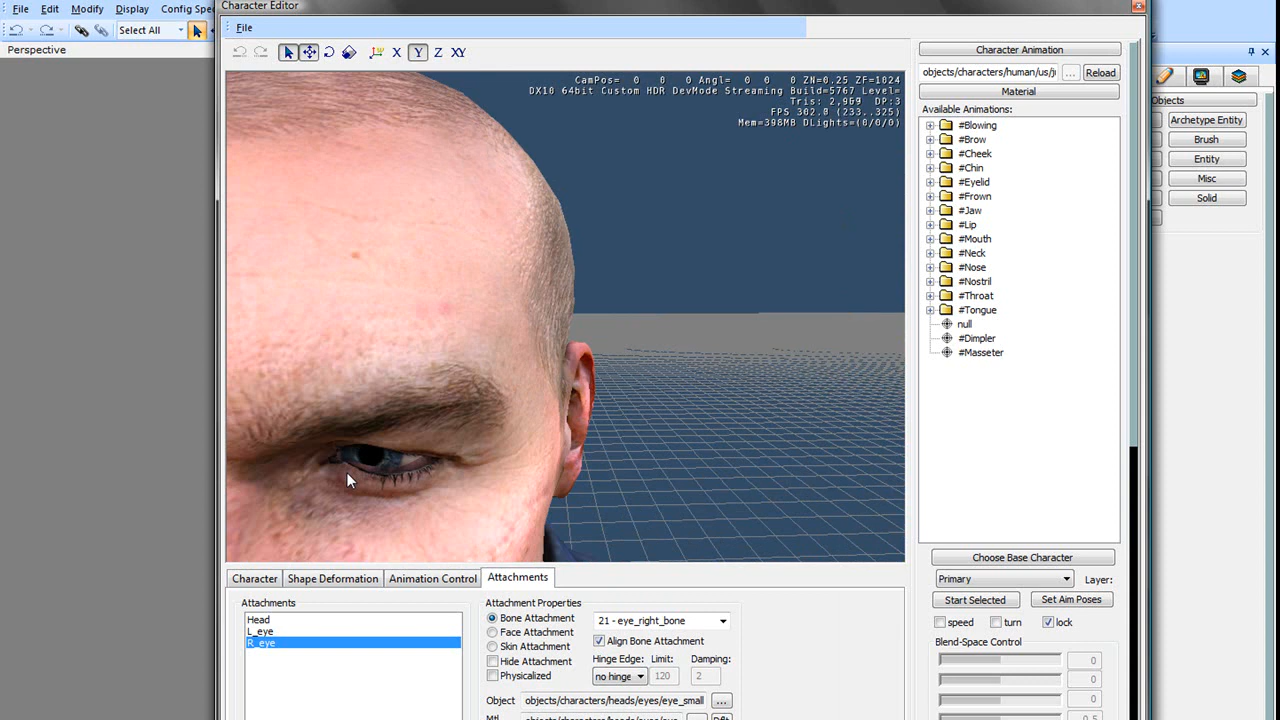 Character Editor
File Edit Modify Display Config Spe
File
Select All
X Y Z XY
Perspective
CamPos= 0 0 0 Angl= 0 0 0 ZN=0.25 ZF=1024
DX10 64bit Custom HDR DevMode Streaming Build=5767 Level=
Tris: 2,969 DP:3
FPS 302.0 (233..325)
Mem=398MB DLights=(0/0/0)
Character Animation
objects/characters/human/us/j
... Reload
Material
Available Animations:
#Blowing
#Brow
#Cheek
#Chin
#Eyelid
#Frown
#Jaw
#Lip
#Mouth
#Neck
#Nose
#Nostril
#Throat
#Tongue
null
#Dimpler
#Masseter
Objects
Archetype Entity
Brush
Entity
Misc
Solid
Choose Base Character
Primary Layer:
Start Selected Set Aim Poses
speed turn lock
Blend-Space Control
0
0
0
0.5
Character Shape Deformation Animation Control Attachments
Attachments
Head
L_eye
R_eye
Attachment Properties
Bone Attachment 21 - eye_right_bone
Face Attachment Align Bone Attachment
Skin Attachment
Hide Attachment Hinge Edge: Limit: Damping:
Physicalized no hinge 120 2
Object objects/characters/heads/eyes/eye_small ...